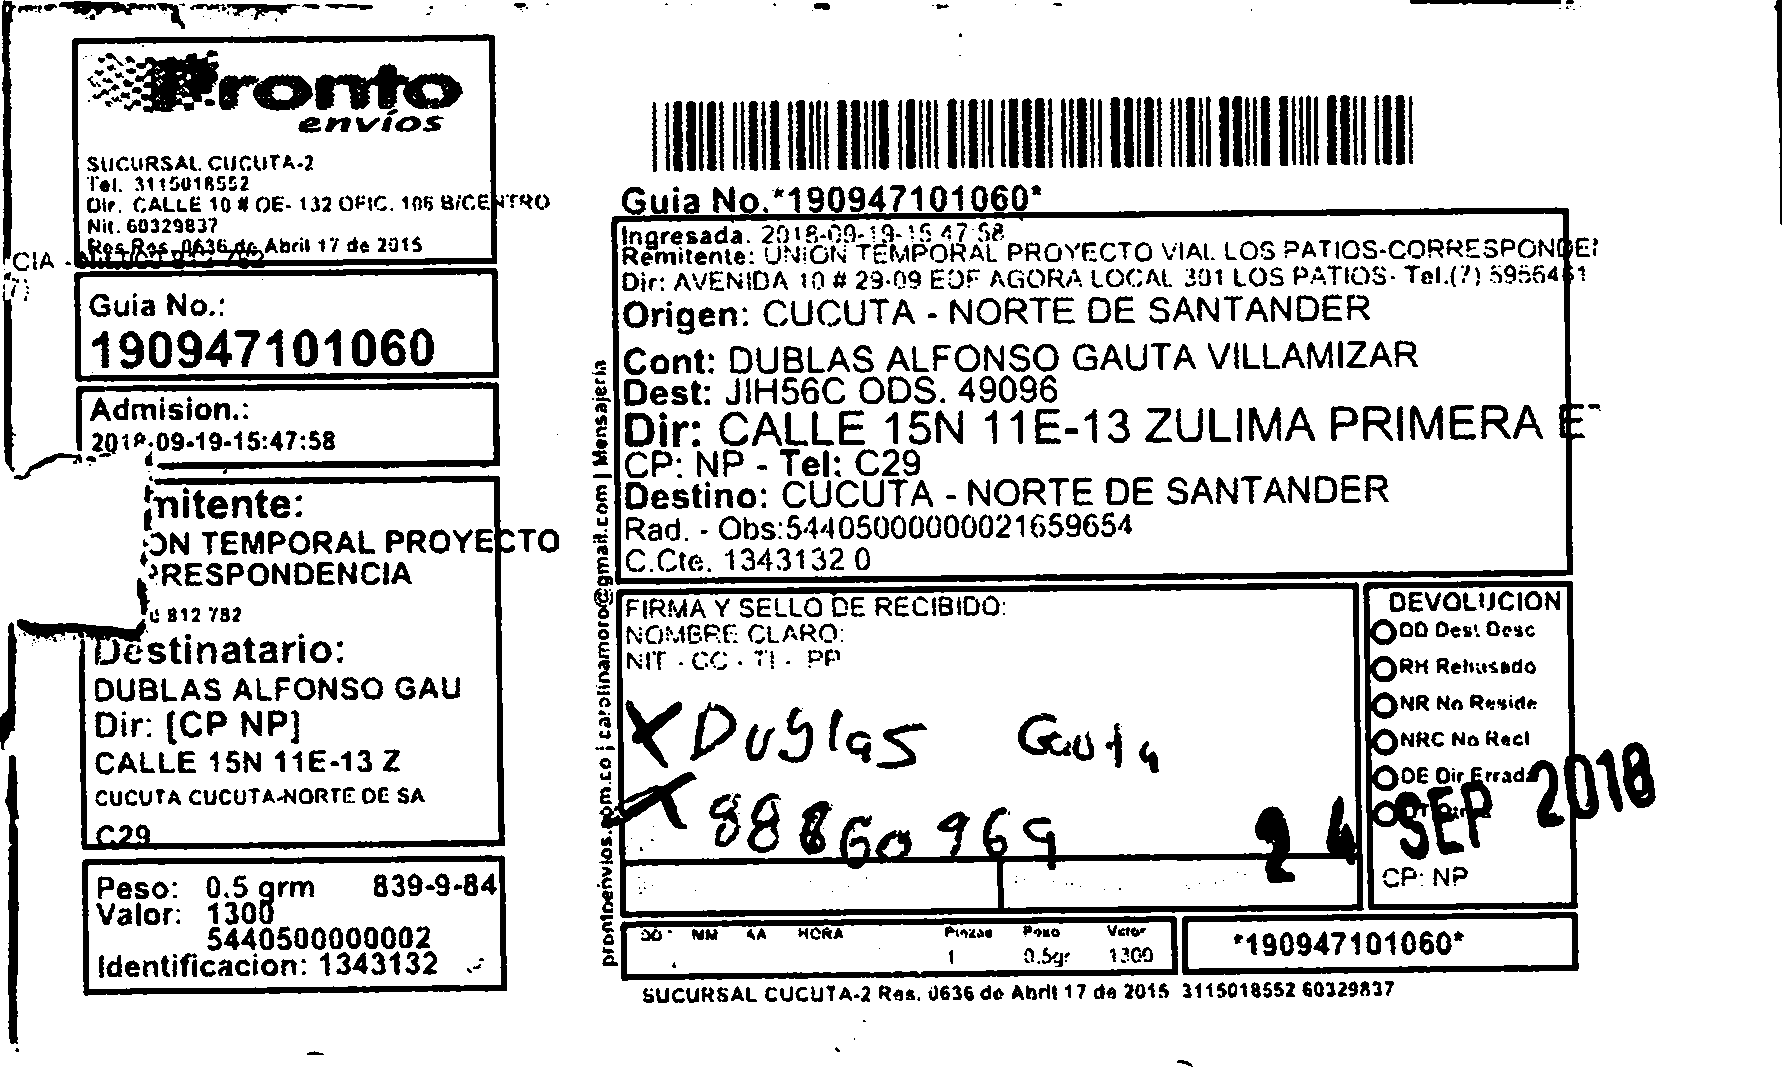 Pronto
envíos
SUCURSAL CUCUTA-2
Tel. 3115018552
Dir. CALLE 10 # OE- 132 OFIC. 106 B/CENTRO
Nit. 60329837
Res Res. 0636 de Abril 17 de 2015
CIA -
(7)
Guia No.:
190947101060
Admision.:
2018-09-19-15:47:58
mitente:
ON TEMPORAL PROYECTO
RRESPONDENCIA
812 782
Destinatario:
DUBLAS ALFONSO GAU
Dir: [CP NP]
CALLE 15N 11E-13 Z
CUCUTA CUCUTA-NORTE DE SA
C29
Peso: 0.5 grm 839-9-84
Valor: 1300
5440500000002
Identificacion: 1343132
prontoenvios.com.co | carolinamoro@gmail.com | Mensajeria
Guia No.*190947101060*
Ingresada. 2018-09-19-15:47:58
Remitente: UNION TEMPORAL PROYECTO VIAL LOS PATIOS-CORRESPONDEN
Dir: AVENIDA 10 # 29-09 EDF AGORA LOCAL 301 LOS PATIOS- Tel.(7) 5956461
Origen: CUCUTA - NORTE DE SANTANDER
Cont: DUBLAS ALFONSO GAUTA VILLAMIZAR
Dest: JIH56C ODS. 49096
Dir: CALLE 15N 11E-13 ZULIMA PRIMERA ET
CP: NP - Tel: C29
Destino: CUCUTA - NORTE DE SANTANDER
Rad. - Obs:54405000000021659654
C.Cte. 1343132 0
FIRMA Y SELLO DE RECIBIDO:
NOMBRE CLARO:
NIT - CC - TI - PP
X Duglas Gauta
X 88260969
24 SEP 2018
DEVOLUCION
DD Dest Desc
RH Rehusado
NR No Reside
NRC No Recl
DE Dir Errada
CP: NP
DD MM AA HORA Piezas Peso Valor
1 0.5gr 1300
*190947101060*
SUCURSAL CUCUTA-2 Res. 0636 de Abril 17 de 2015 3115018552 60329837